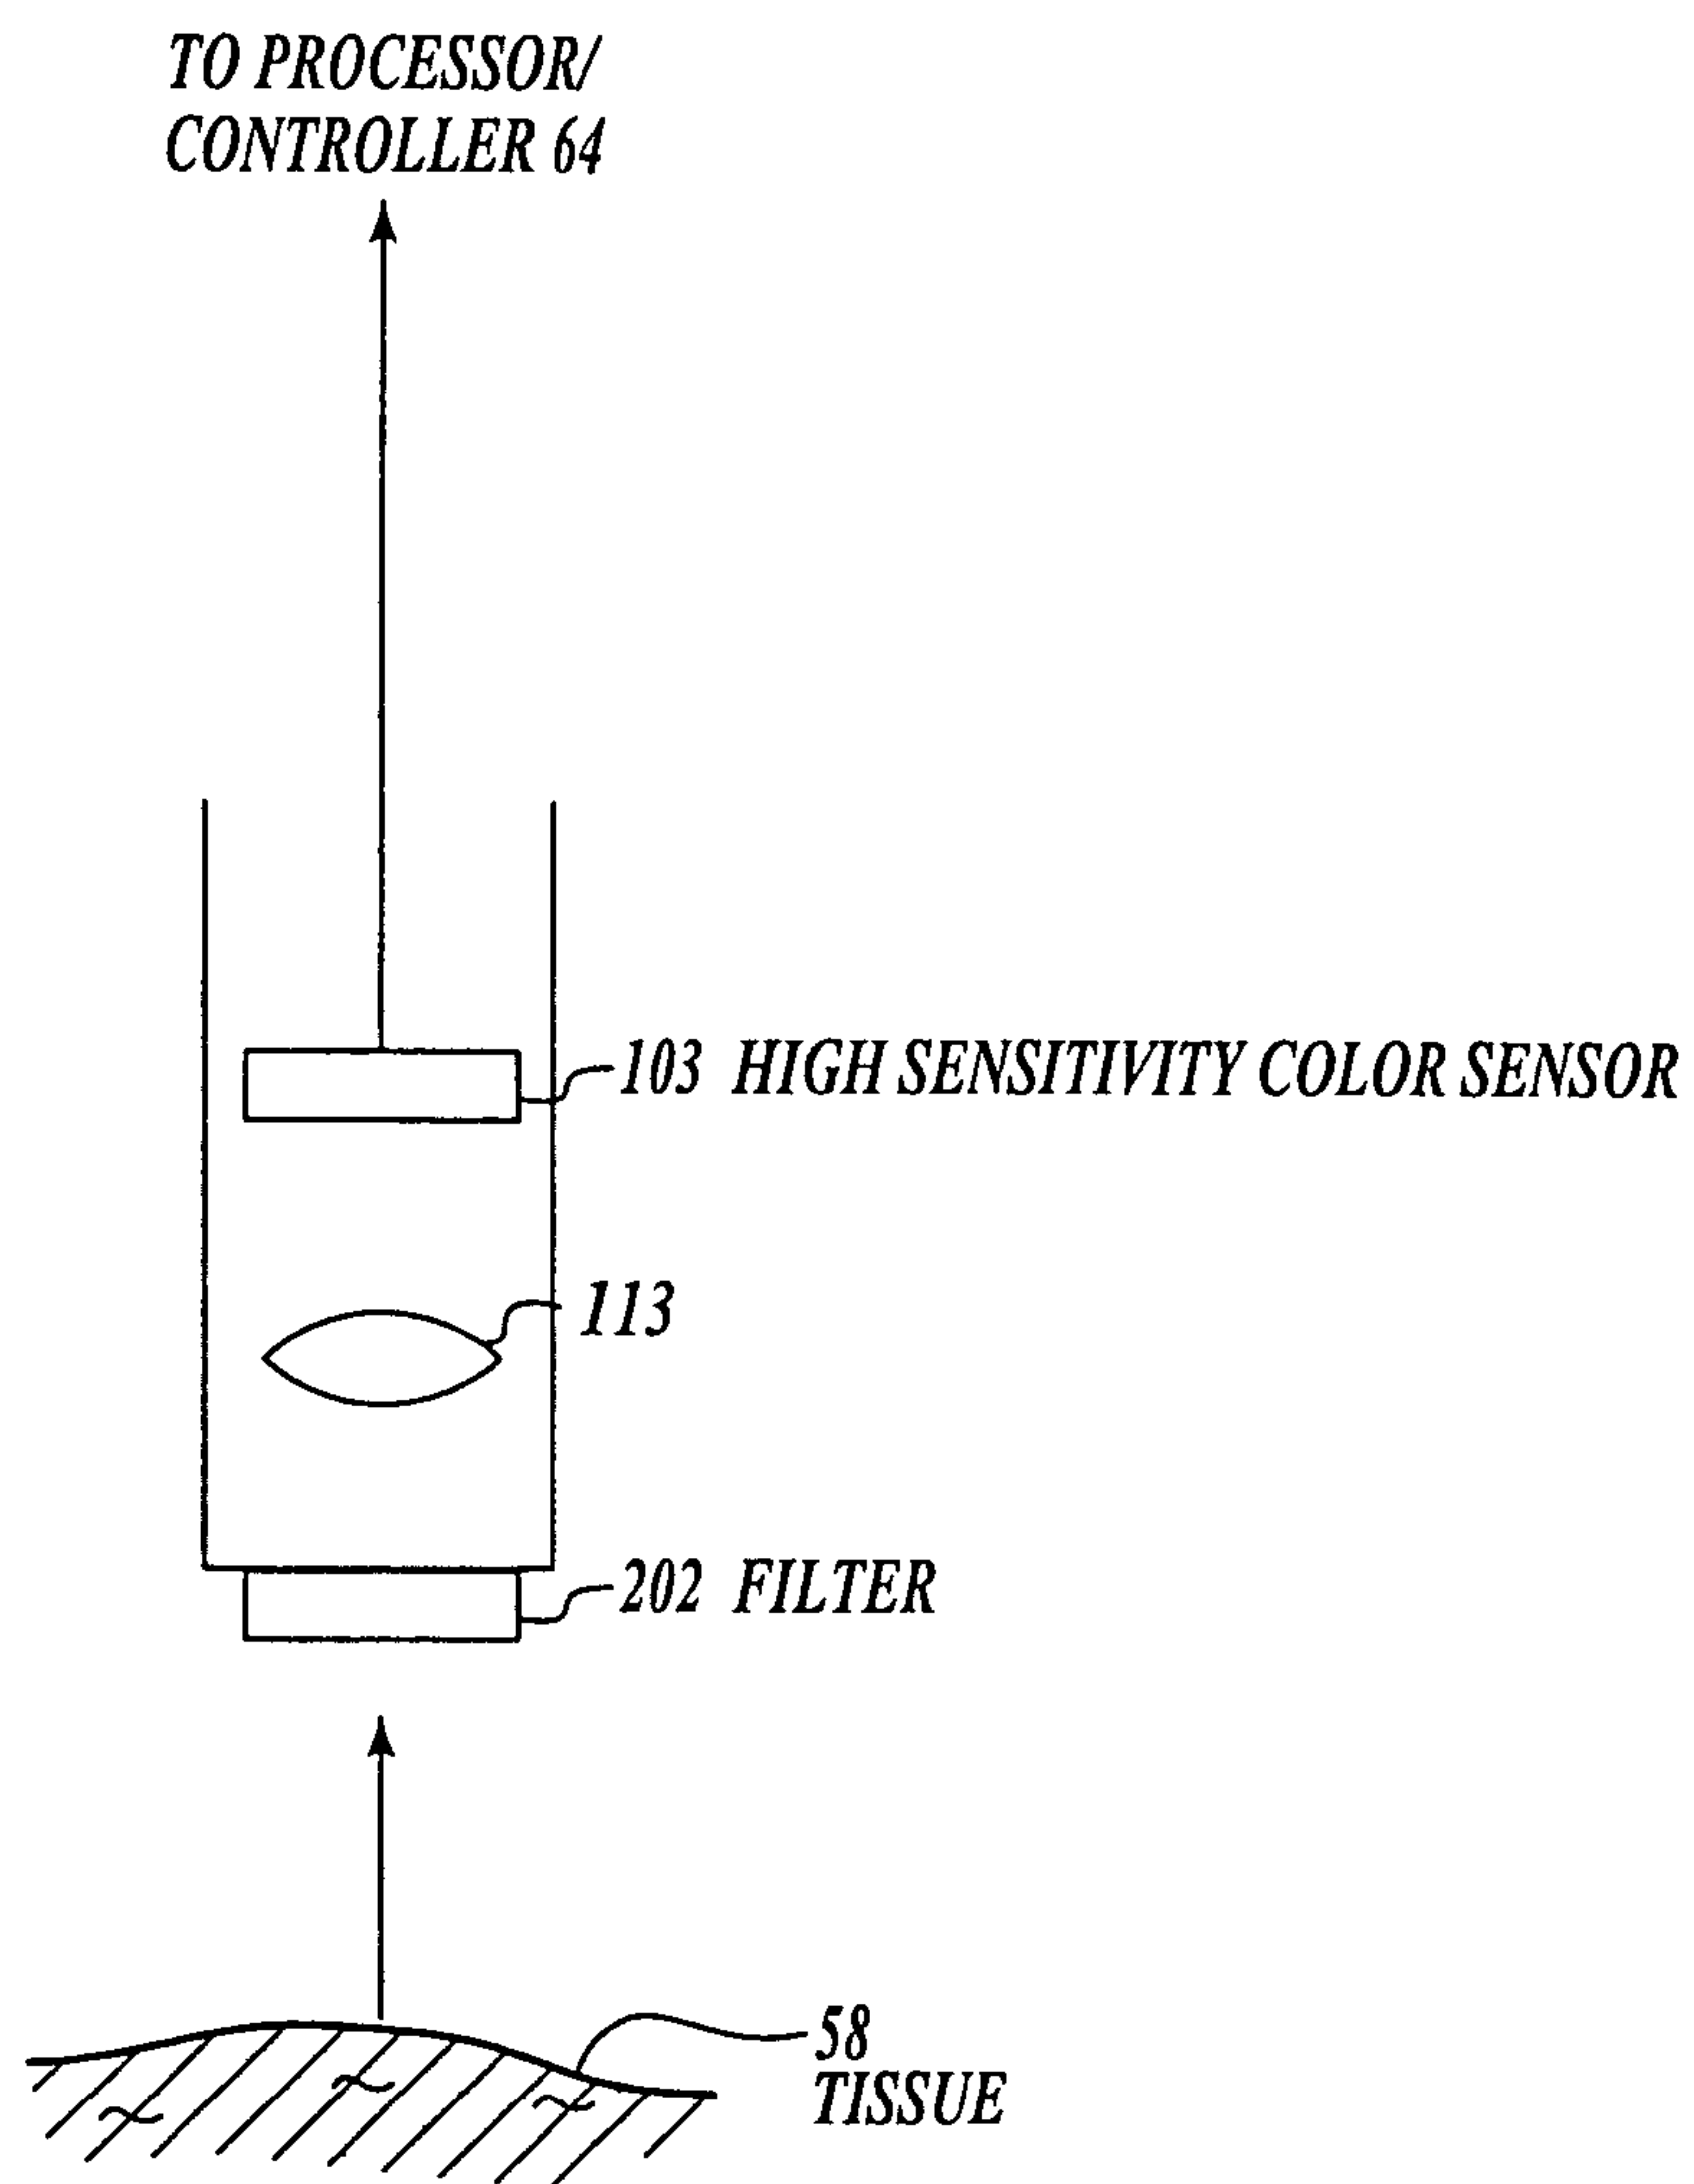 TO PROCESSOR/
CONTROLLER 64
103 HIGH SENSITIVITY COLOR SENSOR
113
202 FILTER
58
TISSUE